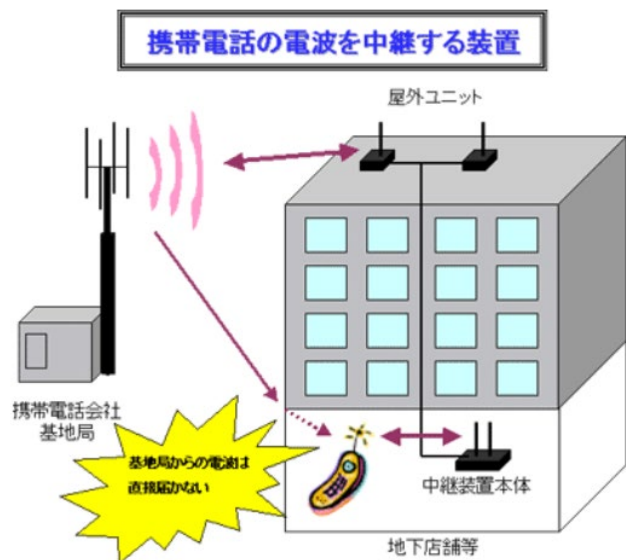 携帯電話の電波を中継する装置
屋外ユニット
携帯電話会社
基地局
基地局からの電波は
直接届かない
中継装置本体
地下店舗等